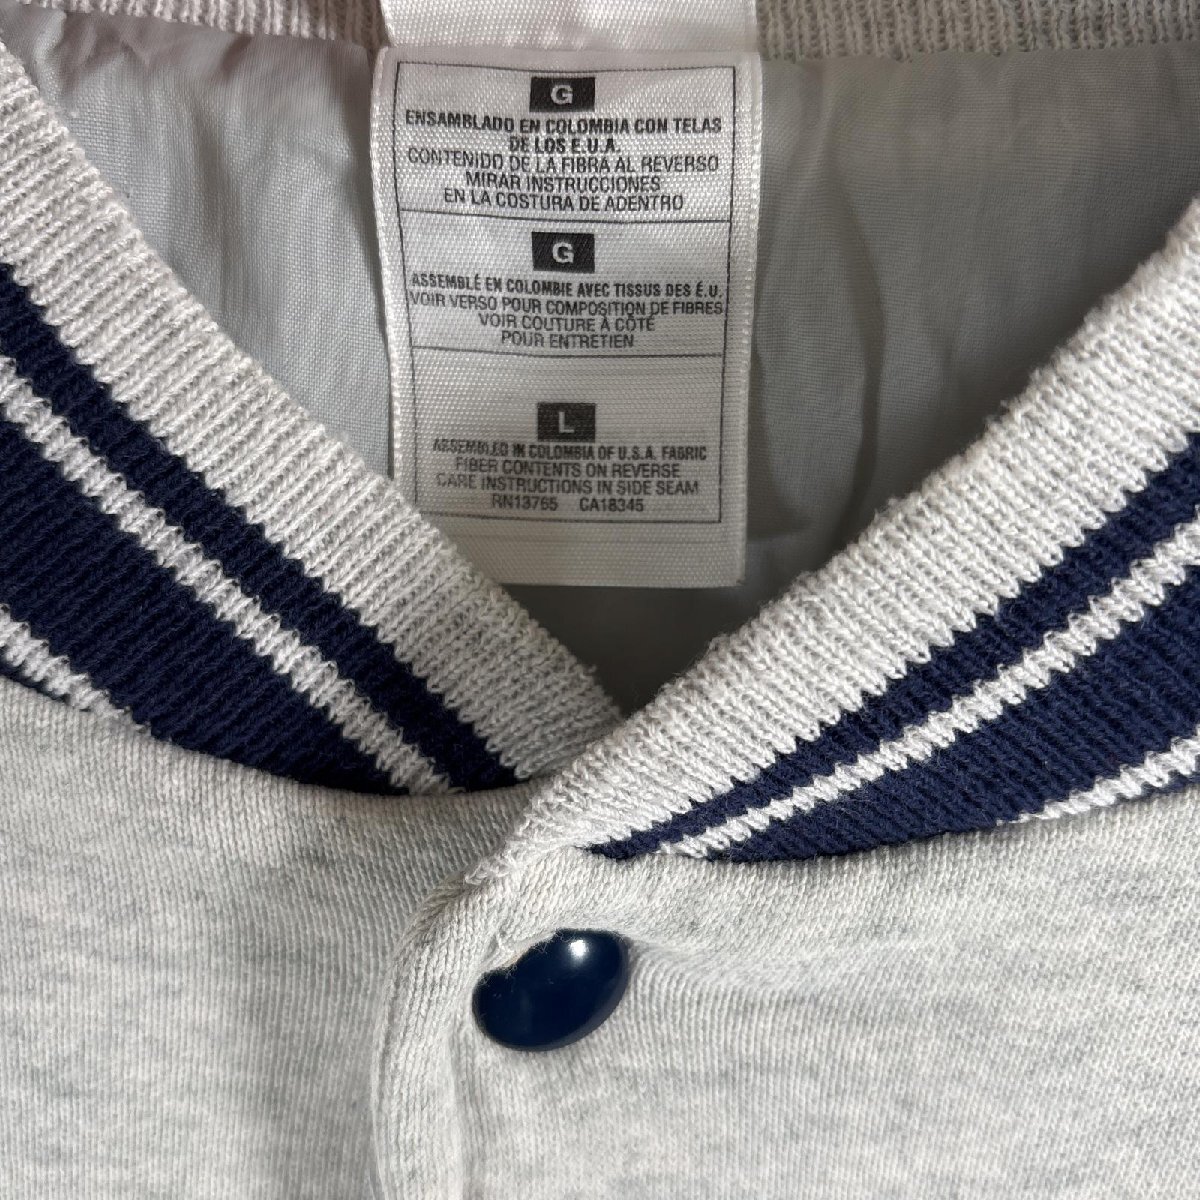 G
ENSAMBLADO EN COLOMBIA CON TELAS
DE LOS E.U.A.
CONTENIDO DE LA FIBRA AL REVERSO
MIRAR INSTRUCCIONES
EN LA COSTURA DE ADENTRO
G
ASSEMBLÉ EN COLOMBIE AVEC TISSUS DES É.U.
VOIR VERSO POUR COMPOSITION DE FIBRES
VOIR COUTURE À CÔTÉ
POUR ENTRETIEN
L
ASSEMBLED IN COLOMBIA OF U.S.A. FABRIC
FIBER CONTENTS ON REVERSE
CARE INSTRUCTIONS IN SIDE SEAM
RN13765 CA18345